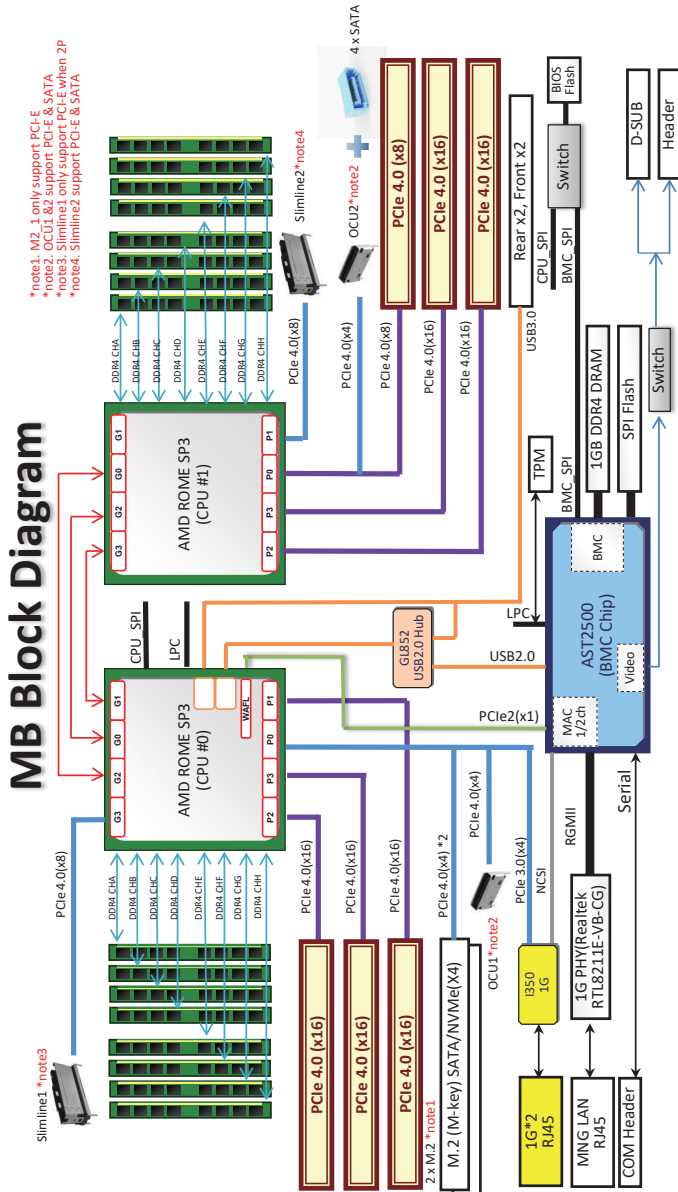 MB Block Diagram
*note1. M2_1 only support PCI-E
*note2. OCU1 &2 support PCI-E & SATA
*note3. Slimline1 only support PCI-E when 2P
*note4. Slimline2 support PCI-E & SATA
Slimline1 *note3
PCIe 4.0(x8)
DDR4 CHA
DDR4 CHB
DDR4 CHC
DDR4 CHD
DDR4 CHE
DDR4 CHF
DDR4 CHG
DDR4 CHH
G3
G2
G0
G1
AMD ROME SP3
(CPU #0)
WAFL
P2
P3
P0
P1
CPU_SPI
LPC
G3
G2
G0
G1
AMD ROME SP3
(CPU #1)
P2
P3
P0
P1
DDR4 CHA
DDR4 CHB
DDR4 CHC
DDR4 CHD
DDR4 CHE
DDR4 CHF
DDR4 CHG
DDR4 CHH
PCIe 4.0(x8)
Slimline2*note4
PCIe 4.0(x4)
OCU2*note2
4 x SATA
PCIe 4.0(x8)
PCIe 4.0 (x8)
PCIe 4.0(x16)
PCIe 4.0 (x16)
PCIe 4.0(x16)
PCIe 4.0 (x16)
USB3.0
Rear x2, Front x2
PCIe 4.0(x16)
PCIe 4.0 (x16)
PCIe 4.0(x16)
PCIe 4.0 (x16)
PCIe 4.0(x16)
PCIe 4.0 (x16)
2 x M.2 *note1
M.2 (M-key) SATA/NVMe(X4)
PCIe 4.0(x4) *2
OCU1*note2
PCIe 4.0(x4)
PCIe 3.0(x4)
NCSI
I350
1G
1G*2
RJ45
RGMII
1G PHY(Realtek
RTL8211E-VB-CG)
MNG LAN
RJ45
Serial
COM Header
PCIe2(x1)
GL852
USB2.0 Hub
USB2.0
LPC
TPM
MAC
1/2ch
Video
BMC
AST2500
(BMC Chip)
BMC_SPI
1GB DDR4 DRAM
SPI Flash
CPU_SPI
BMC_SPI
Switch
BIOS
Flash
Switch
D-SUB
Header